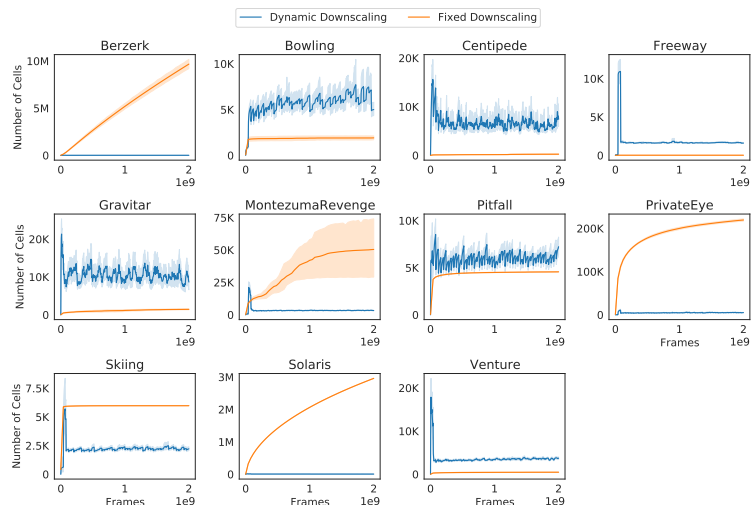 Dynamic Downscaling Fixed Downscaling
Berzerk Bowling Centipede Freeway
Number of Cells
10M
5M
0
0 1 2
1e9
10K
5K
0
0 1 2
1e9
20K
10K
0
0 1 2
1e9
10K
5K
0
0 1 2
1e9
Gravitar MontezumaRevenge Pitfall PrivateEye
Number of Cells
20K
10K
0
0 1 2
1e9
75K
50K
25K
0
0 1 2
1e9
10K
5K
0
0 1 2
1e9
200K
100K
0
0 1 2
Frames 1e9
Skiing Solaris Venture
Number of Cells
7.5K
5K
2.5K
0
0 1 2
Frames 1e9
3M
2M
1M
0
0 1 2
Frames 1e9
20K
10K
0
0 1 2
Frames 1e9